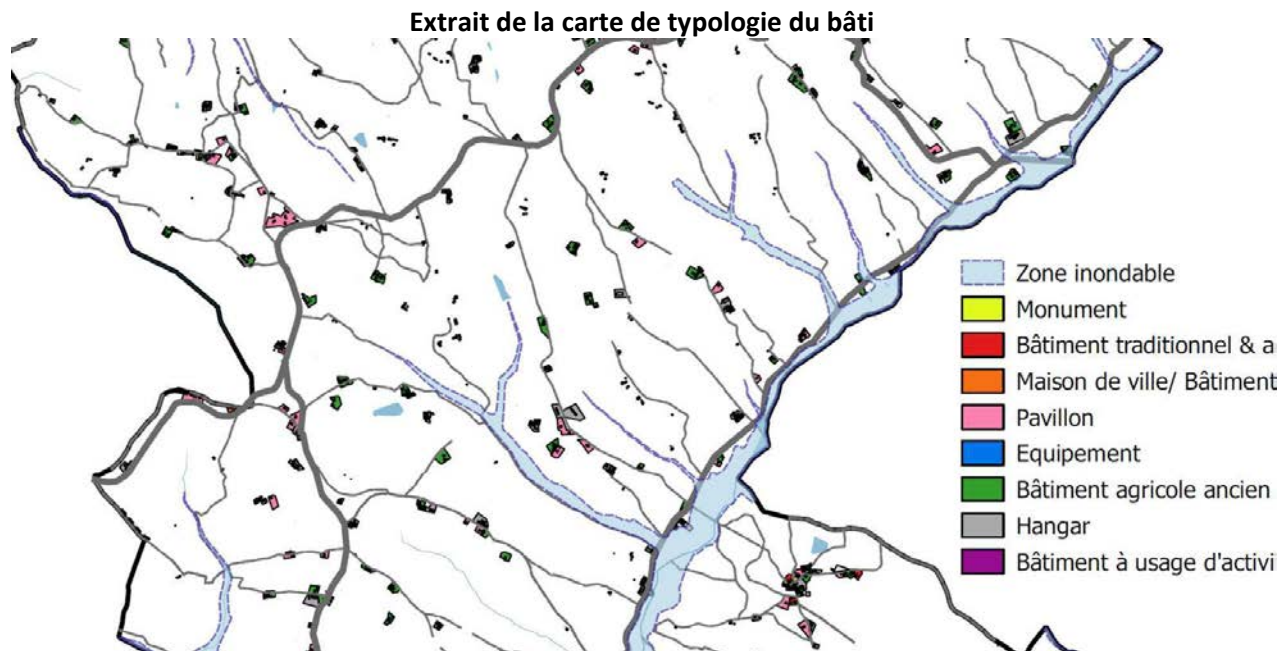 Extrait de la carte de typologie du bâti
Zone inondable
Monument
Bâtiment traditionnel & a
Maison de ville/ Bâtiment
Pavillon
Equipement
Bâtiment agricole ancien
Hangar
Bâtiment à usage d'activi